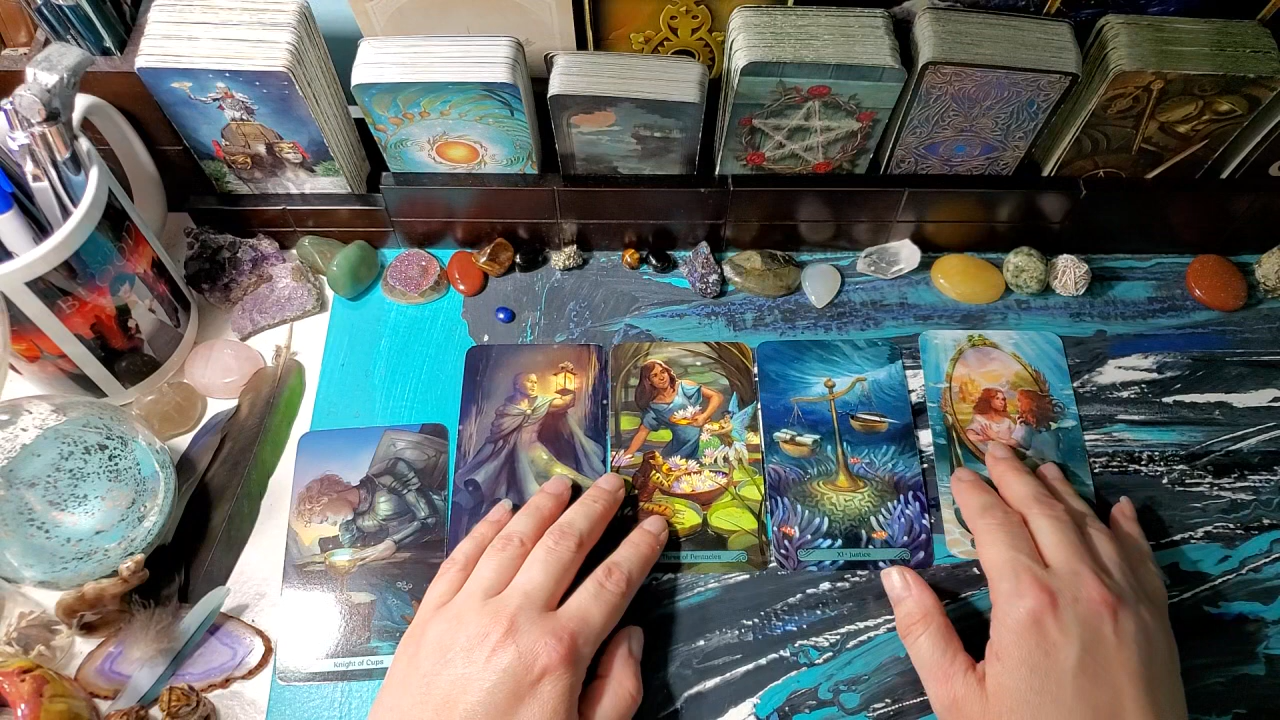 Knight of Cups
Three of Pentacles
XI • Justice